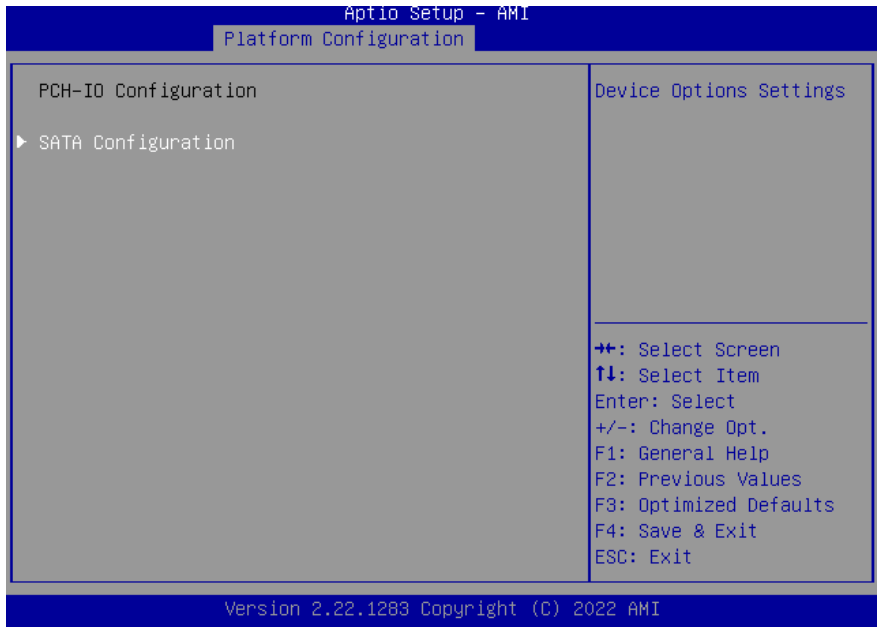 Aptio Setup – AMI
Platform Configuration
PCH-IO Configuration
▶ SATA Configuration
Device Options Settings
→←: Select Screen
↑↓: Select Item
Enter: Select
+/-: Change Opt.
F1: General Help
F2: Previous Values
F3: Optimized Defaults
F4: Save & Exit
ESC: Exit
Version 2.22.1283 Copyright (C) 2022 AMI